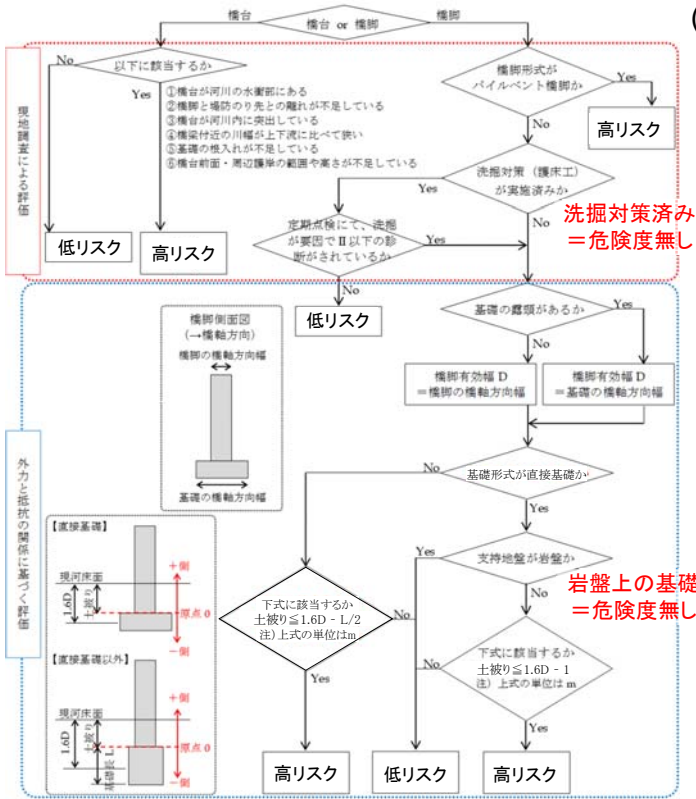 橋台
橋台 or 橋脚
橋脚
(
現地調査による評価
No
以下に該当するか
Yes
①橋台が河川の水衝部にある
②橋脚と堤防のり先との離れが不足している
③橋台が河川内に突出している
④橋梁付近の川幅が上下流に比べて狭い
⑤基礎の根入れが不足している
⑥橋台前面・周辺護岸の範囲や高さが不足している
低リスク
高リスク
橋脚形式が
パイルベント橋脚か
Yes
高リスク
No
洗掘対策（護床工）
が実施済みか
Yes
No
洗掘対策済み
＝危険度無し
定期点検にて、洗掘
が要因でⅡ以下の診
断がされているか
Yes
No
低リスク
外力と抵抗の関係に基づく評価
基礎の露頭があるか
Yes
No
橋脚有効幅 D
＝橋脚の橋軸方向幅
橋脚有効幅 D
＝基礎の橋軸方向幅
橋脚側面図
(→橋軸方向)
橋脚の橋軸方向幅
基礎の橋軸方向幅
基礎形式が直接基礎か
No
Yes
支持地盤が岩盤か
Yes
No
岩盤上の基礎
＝危険度無し
下式に該当するか
土被り≦1.6D - L/2
注) 上式の単位はm
No
Yes
下式に該当するか
土被り≦1.6D - 1
注) 上式の単位は m
No
Yes
高リスク
低リスク
高リスク
【直接基礎】
現河床面
1.6D
土被り
＋側
原点 0
－側
【直接基礎以外】
現河床面
1.6D
土被り
基礎長 L
＋側
原点 0
－側